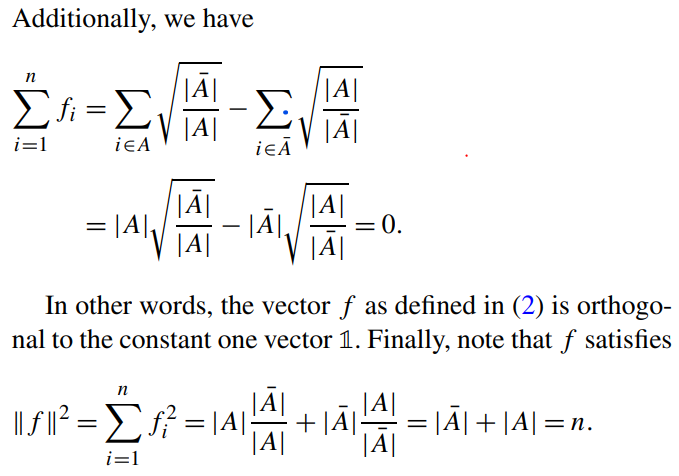 Additionally, we have
$\sum_{i=1}^{n} f_i = \sum_{i \in A} \sqrt{\frac{|\bar{A}|}{|A|}} - \sum_{i \in \bar{A}} \sqrt{\frac{|A|}{|\bar{A}|}}$
$= |A| \sqrt{\frac{|\bar{A}|}{|A|}} - |\bar{A}| \sqrt{\frac{|A|}{|\bar{A}|}} = 0.$
In other words, the vector $f$ as defined in (2) is orthogo-
nal to the constant one vector $\mathbb{1}$. Finally, note that $f$ satisfies
$\|f\|^2 = \sum_{i=1}^{n} f_i^2 = |A| \frac{|\bar{A}|}{|A|} + |\bar{A}| \frac{|A|}{|\bar{A}|} = |\bar{A}| + |A| = n.$